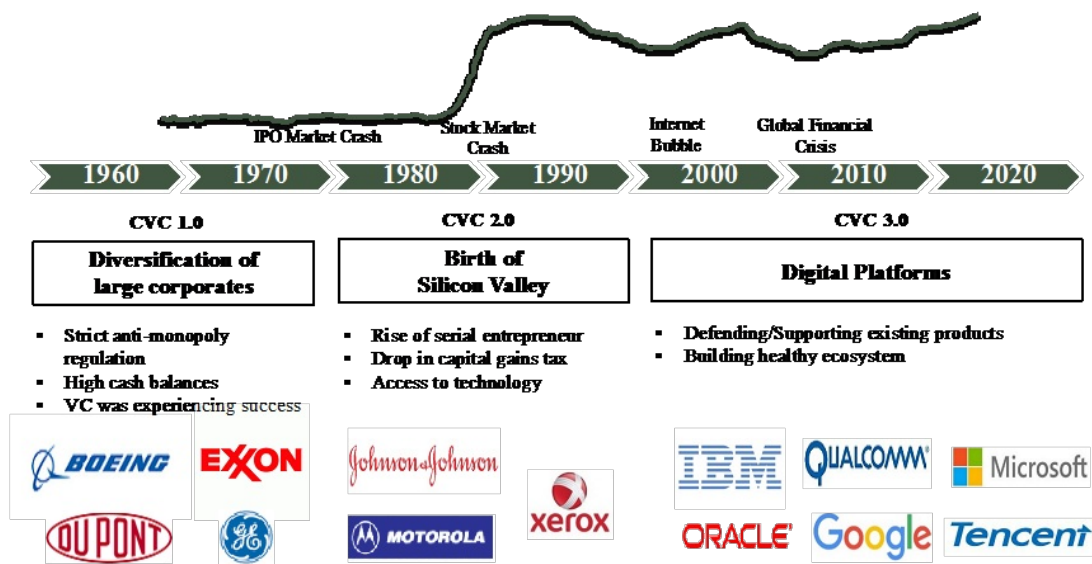 IPO Market Crash
Stock Market
Crash
Internet
Bubble
Global Financial
Crisis
1960
1970
1980
1990
2000
2010
2020
CVC 1.0
Diversification of
large corporates
▪ Strict anti-monopoly
regulation
▪ High cash balances
▪ VC was experiencing success
BOEING
EXXON
DU PONT
GE
CVC 2.0
Birth of
Silicon Valley
▪ Rise of serial entrepreneur
▪ Drop in capital gains tax
▪ Access to technology
Johnson & Johnson
MOTOROLA
xerox
CVC 3.0
Digital Platforms
▪ Defending/Supporting existing products
▪ Building healthy ecosystem
IBM
QUALCOMM
Microsoft
ORACLE
Google
Tencent